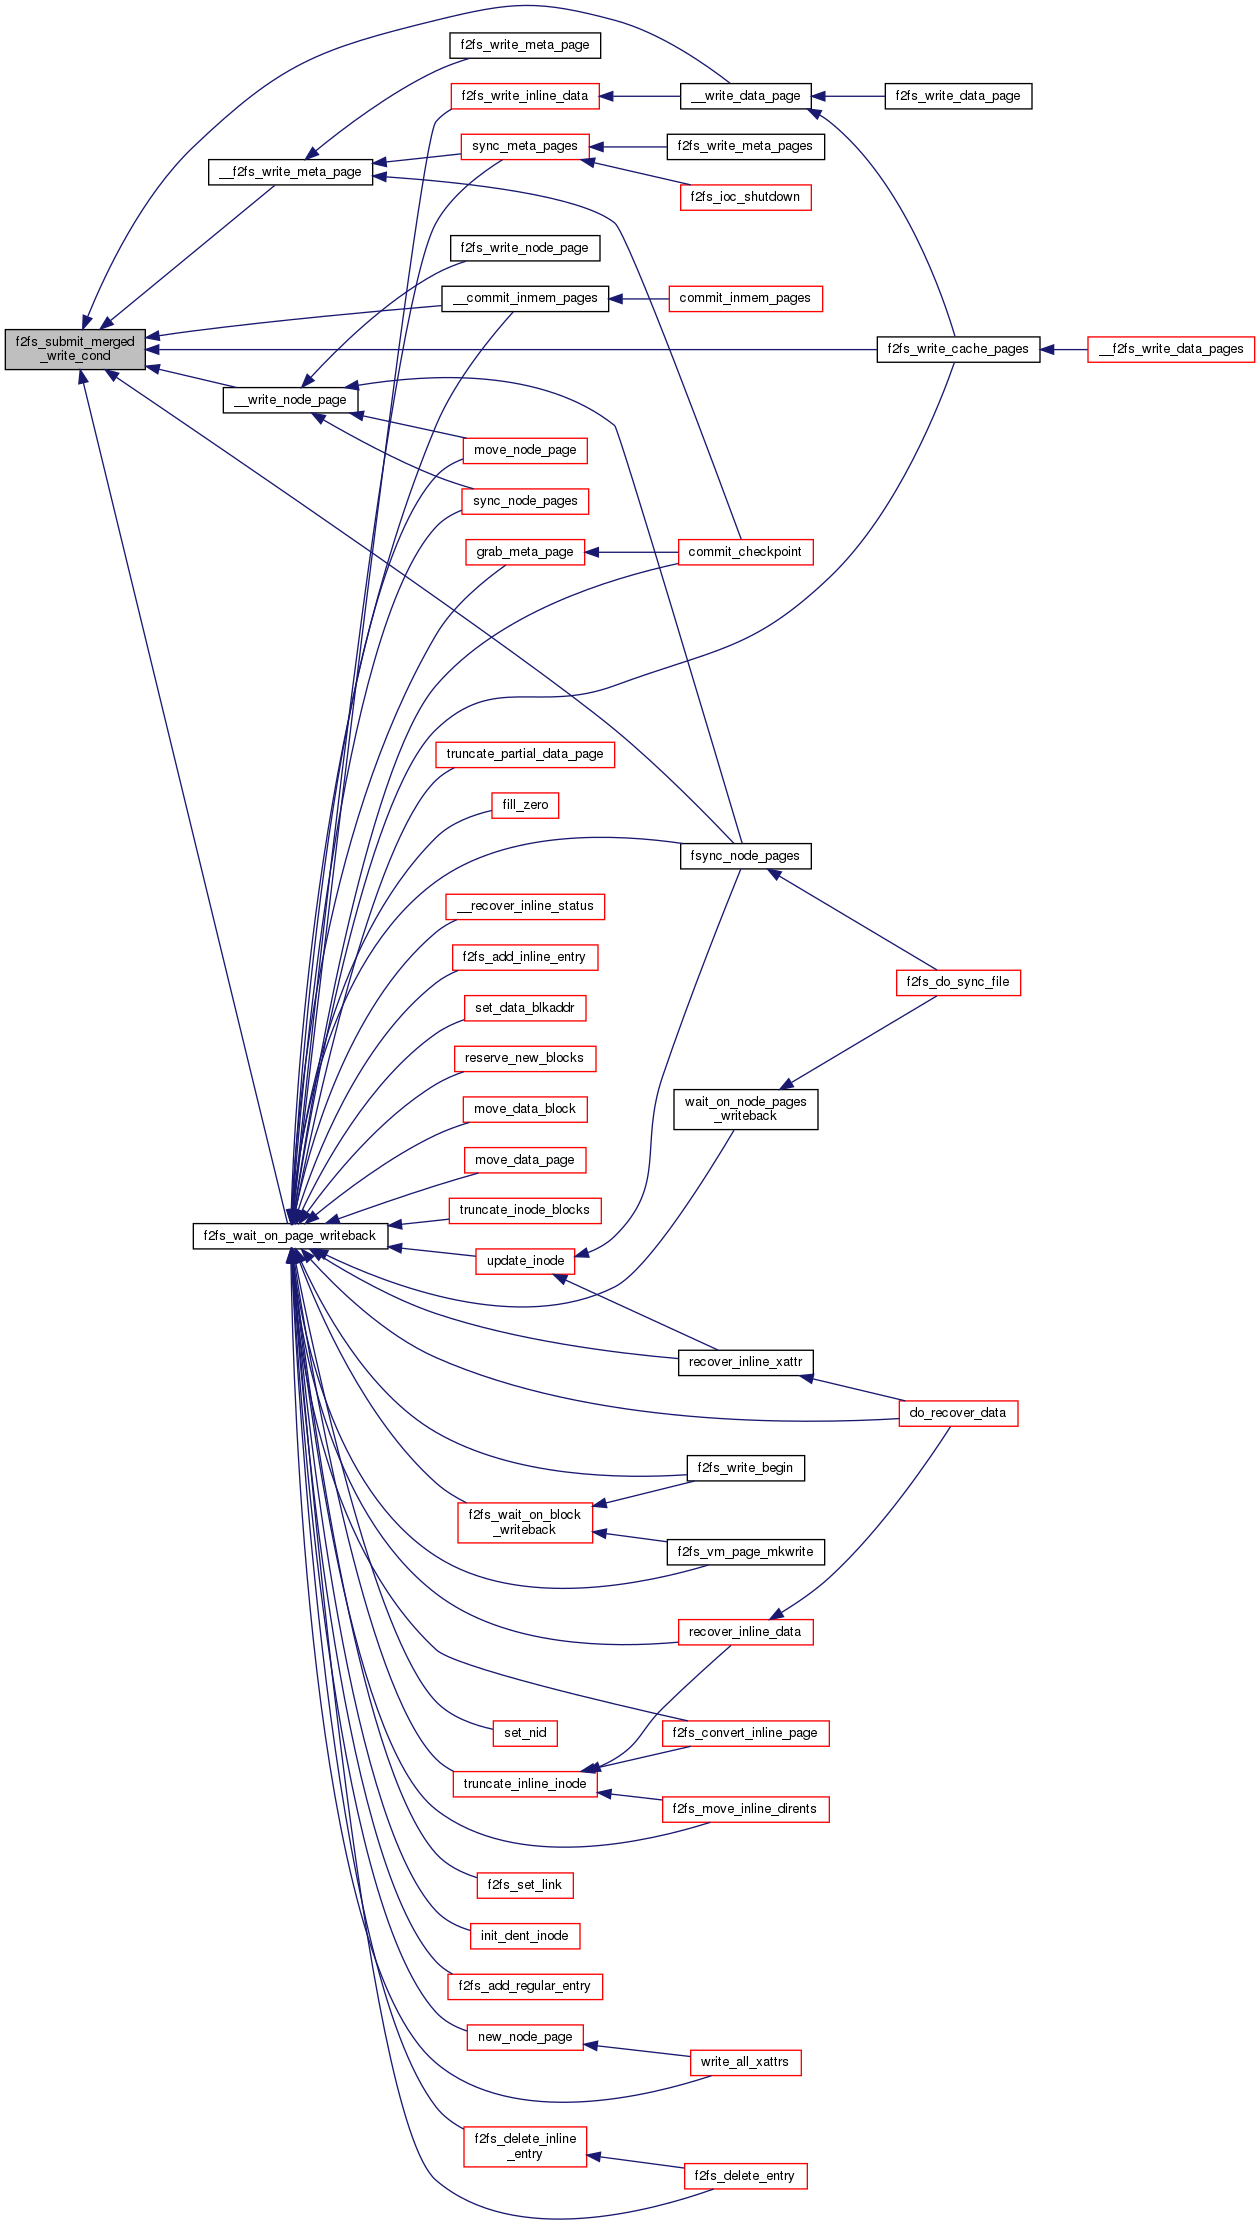 f2fs_write_meta_page
f2fs_write_inline_data
__write_data_page
f2fs_write_data_page
sync_meta_pages
f2fs_write_meta_pages
__f2fs_write_meta_page
f2fs_ioc_shutdown
f2fs_write_node_page
__commit_inmem_pages
commit_inmem_pages
f2fs_submit_merged
_write_cond
f2fs_write_cache_pages
__f2fs_write_data_pages
__write_node_page
move_node_page
sync_node_pages
grab_meta_page
commit_checkpoint
truncate_partial_data_page
fill_zero
fsync_node_pages
__recover_inline_status
f2fs_add_inline_entry
f2fs_do_sync_file
set_data_blkaddr
reserve_new_blocks
move_data_block
wait_on_node_pages
_writeback
move_data_page
truncate_inode_blocks
f2fs_wait_on_page_writeback
update_inode
recover_inline_xattr
do_recover_data
f2fs_write_begin
f2fs_wait_on_block
_writeback
f2fs_vm_page_mkwrite
recover_inline_data
set_nid
f2fs_convert_inline_page
truncate_inline_inode
f2fs_move_inline_dirents
f2fs_set_link
init_dent_inode
f2fs_add_regular_entry
new_node_page
write_all_xattrs
f2fs_delete_inline
_entry
f2fs_delete_entry